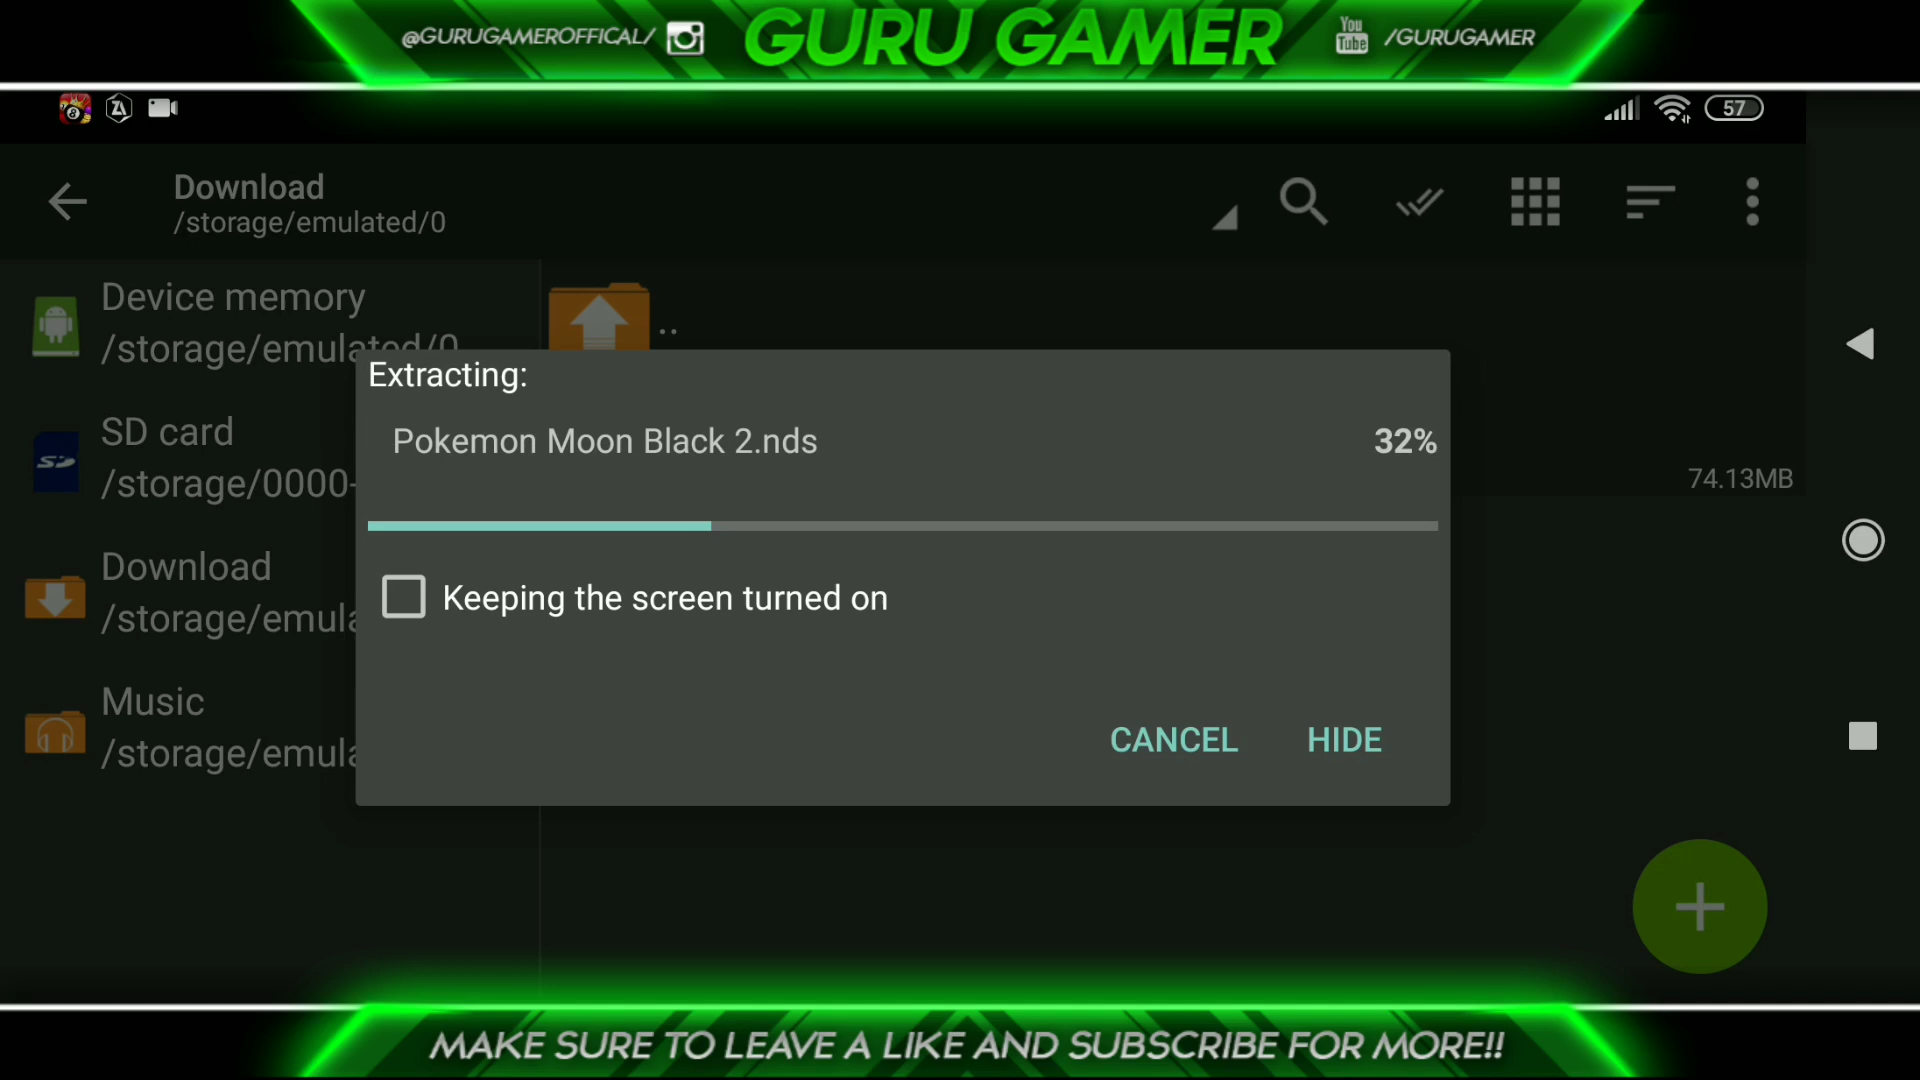 @GURUGAMEROFFICAL/
GURU GAMER
You Tube /GURUGAMER
57
Download
/storage/emulated/0
Device memory
/storage/emulated/0
..
SD card
/storage/0000-
74.13MB
Download
/storage/emula
Music
/storage/emula
Extracting:
Pokemon Moon Black 2.nds 32%
Keeping the screen turned on
CANCEL HIDE
MAKE SURE TO LEAVE A LIKE AND SUBSCRIBE FOR MORE!!